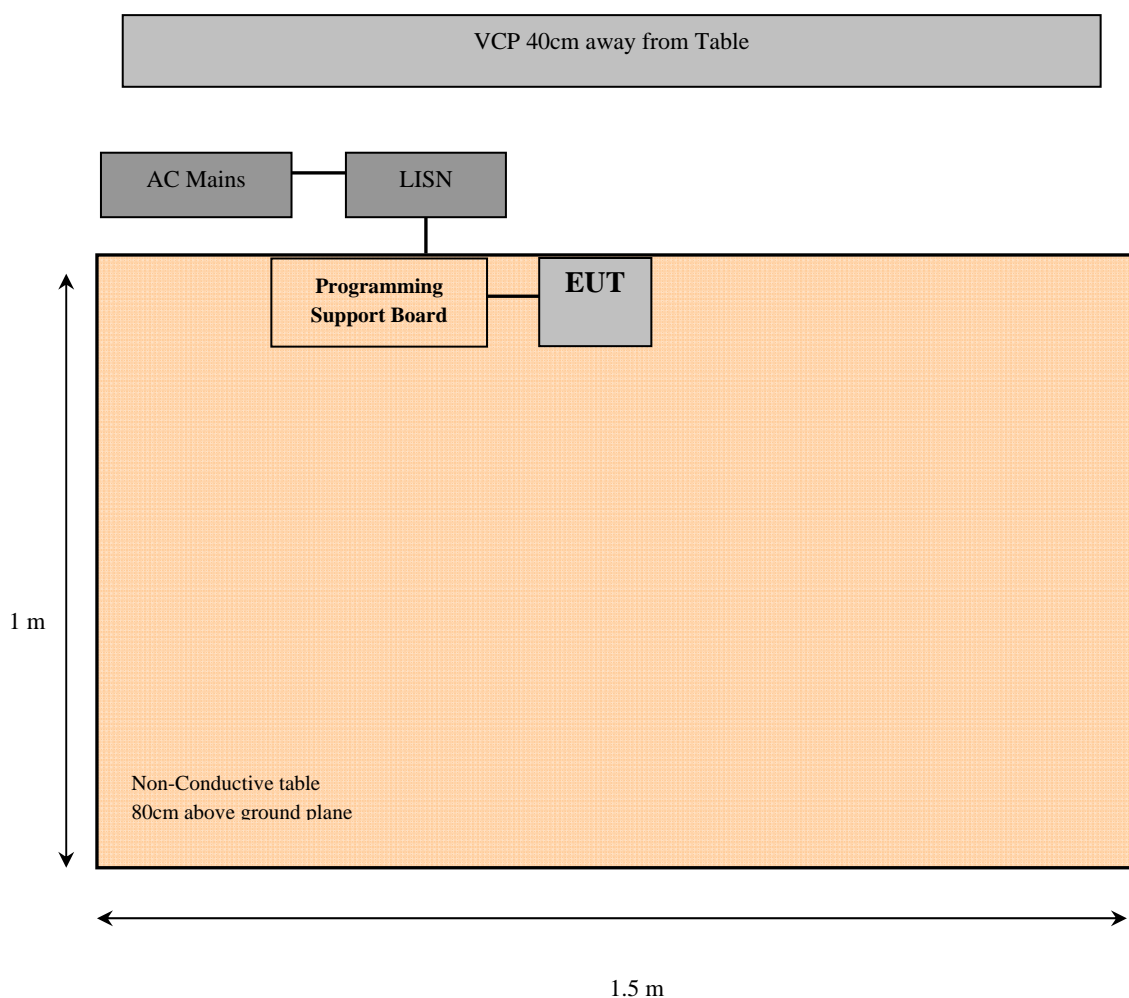 VCP 40cm away from Table
AC Mains
LISN
Programming
Support Board
EUT
1 m
Non-Conductive table
80cm above ground plane
1.5 m